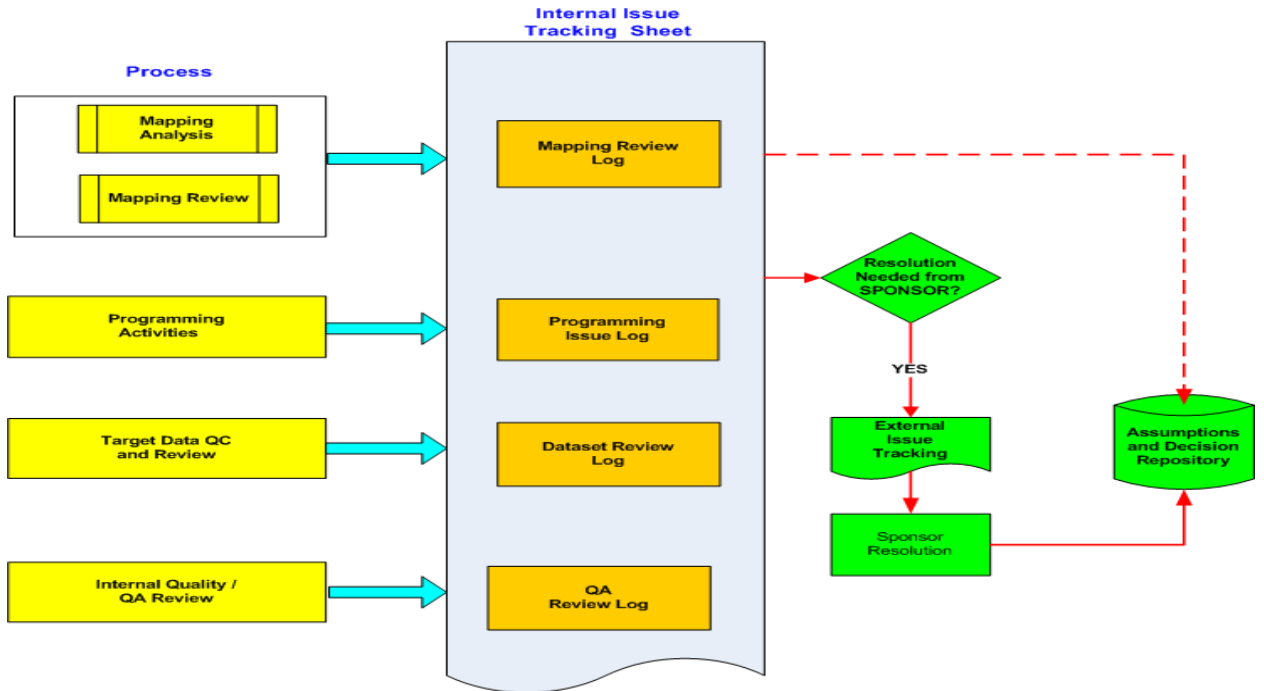 Internal Issue
Tracking Sheet
Process
Mapping
Analysis
Mapping Review
Mapping Review
Log
Resolution
Needed from
SPONSOR?
Programming
Activities
Programming
Issue Log
YES
External
Issue
Tracking
Assumptions
and Decision
Repository
Target Data QC
and Review
Dataset Review
Log
Sponsor
Resolution
Internal Quality /
QA Review
QA
Review Log